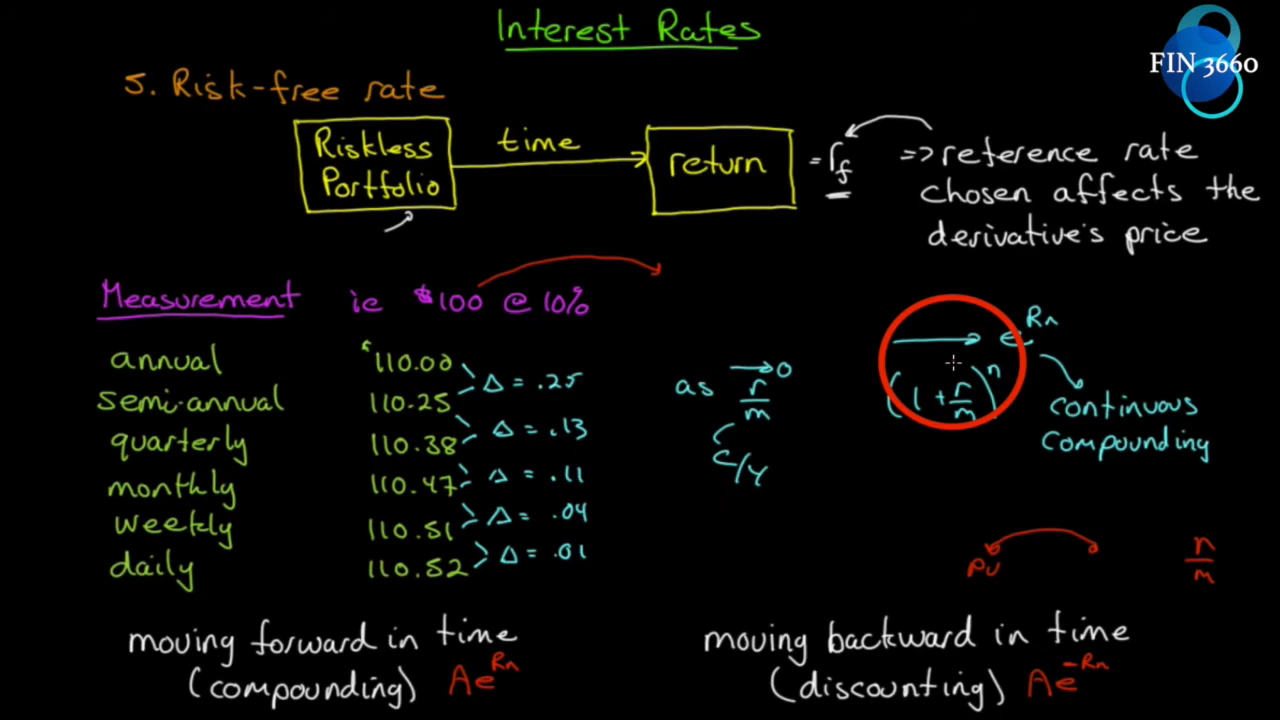 Interest Rates
FIN 3660
5. Risk-free rate
Riskless
Portfolio
time
return
= rf
=> reference rate
chosen affects the
derivative's price
Measurement ie $100 @ 10%
annual 110.00
Δ = .25
semi-annual 110.25
Δ = .13
quarterly 110.38
Δ = .11
monthly 110.47
Δ = .04
weekly 110.51
Δ = .01
daily 110.52
as r/m → 0
C/Y
(1 + r/m)^n → e^Rn
continuous
compounding
PV
n/m
moving forward in time
(compounding) Ae^Rn
moving backward in time
(discounting) Ae^-Rn